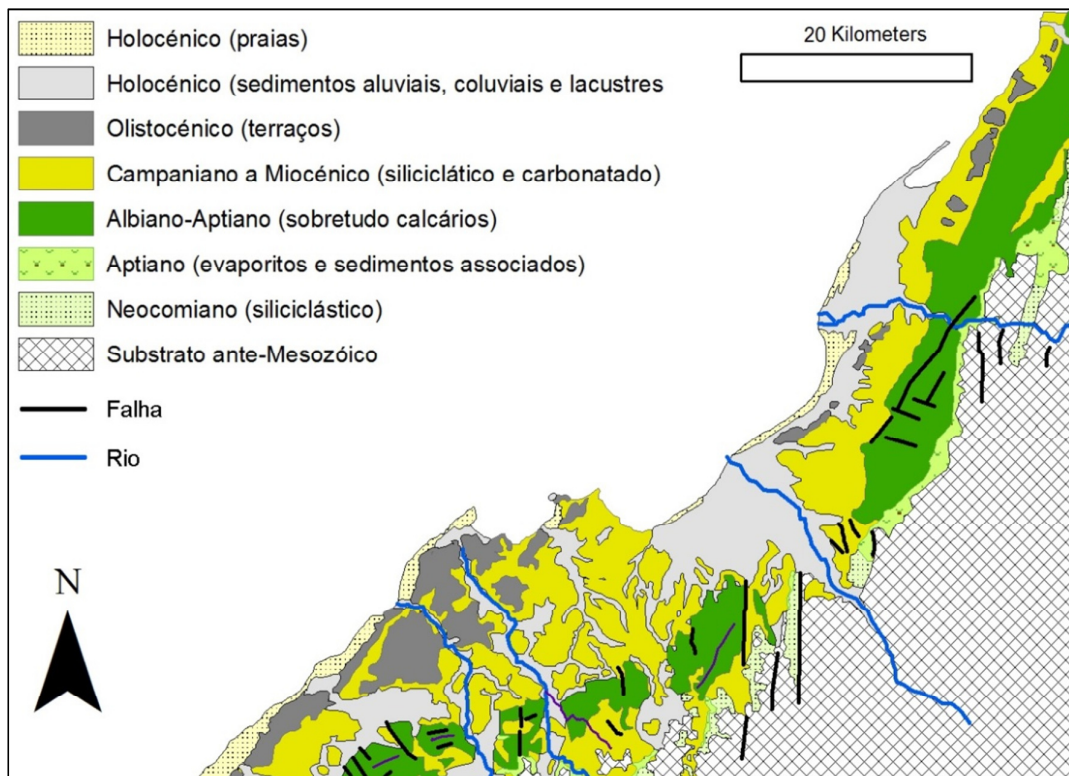 Holocénico (praias)
20 Kilometers
Holocénico (sedimentos aluviais, coluviais e lacustres
Olistocénico (terraços)
Campaniano a Miocénico (siliciclático e carbonatado)
Albiano-Aptiano (sobretudo calcários)
Aptiano (evaporitos e sedimentos associados)
Neocomiano (siliciclástico)
Substrato ante-Mesozóico
Falha
Rio
N